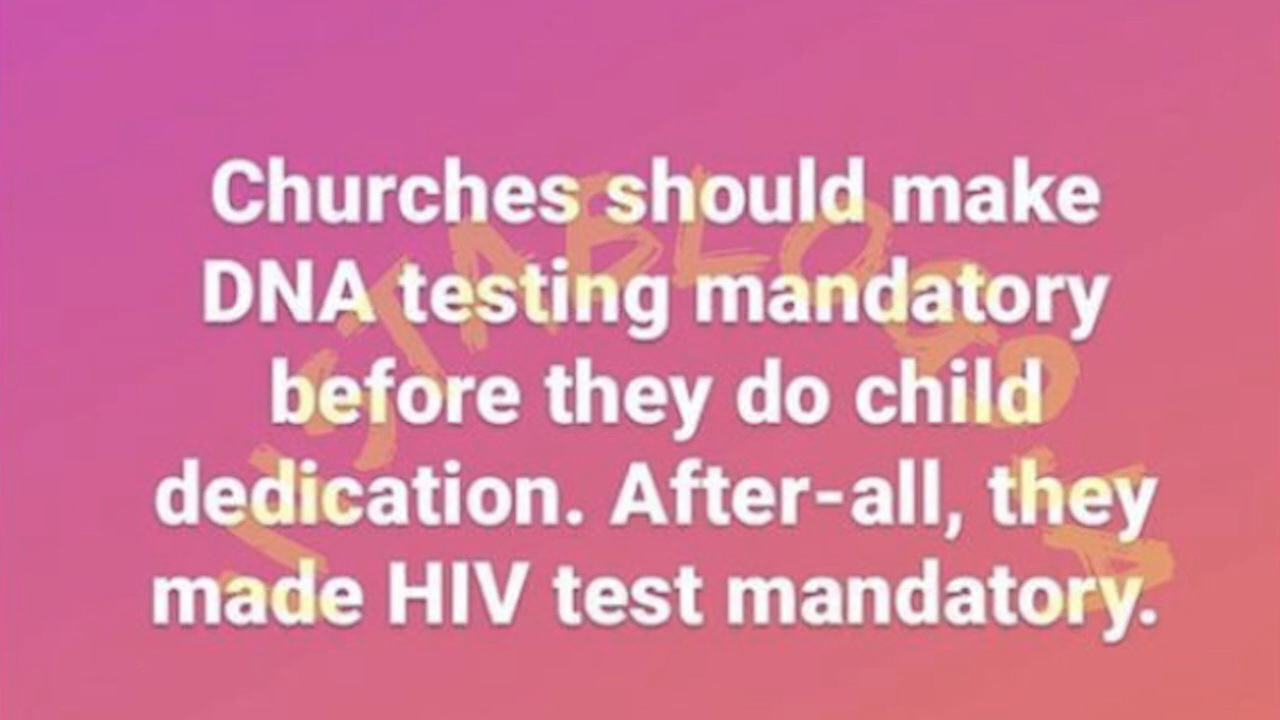 Churches should make
DNA testing mandatory
before they do child
dedication. After-all, they
made HIV test mandatory.